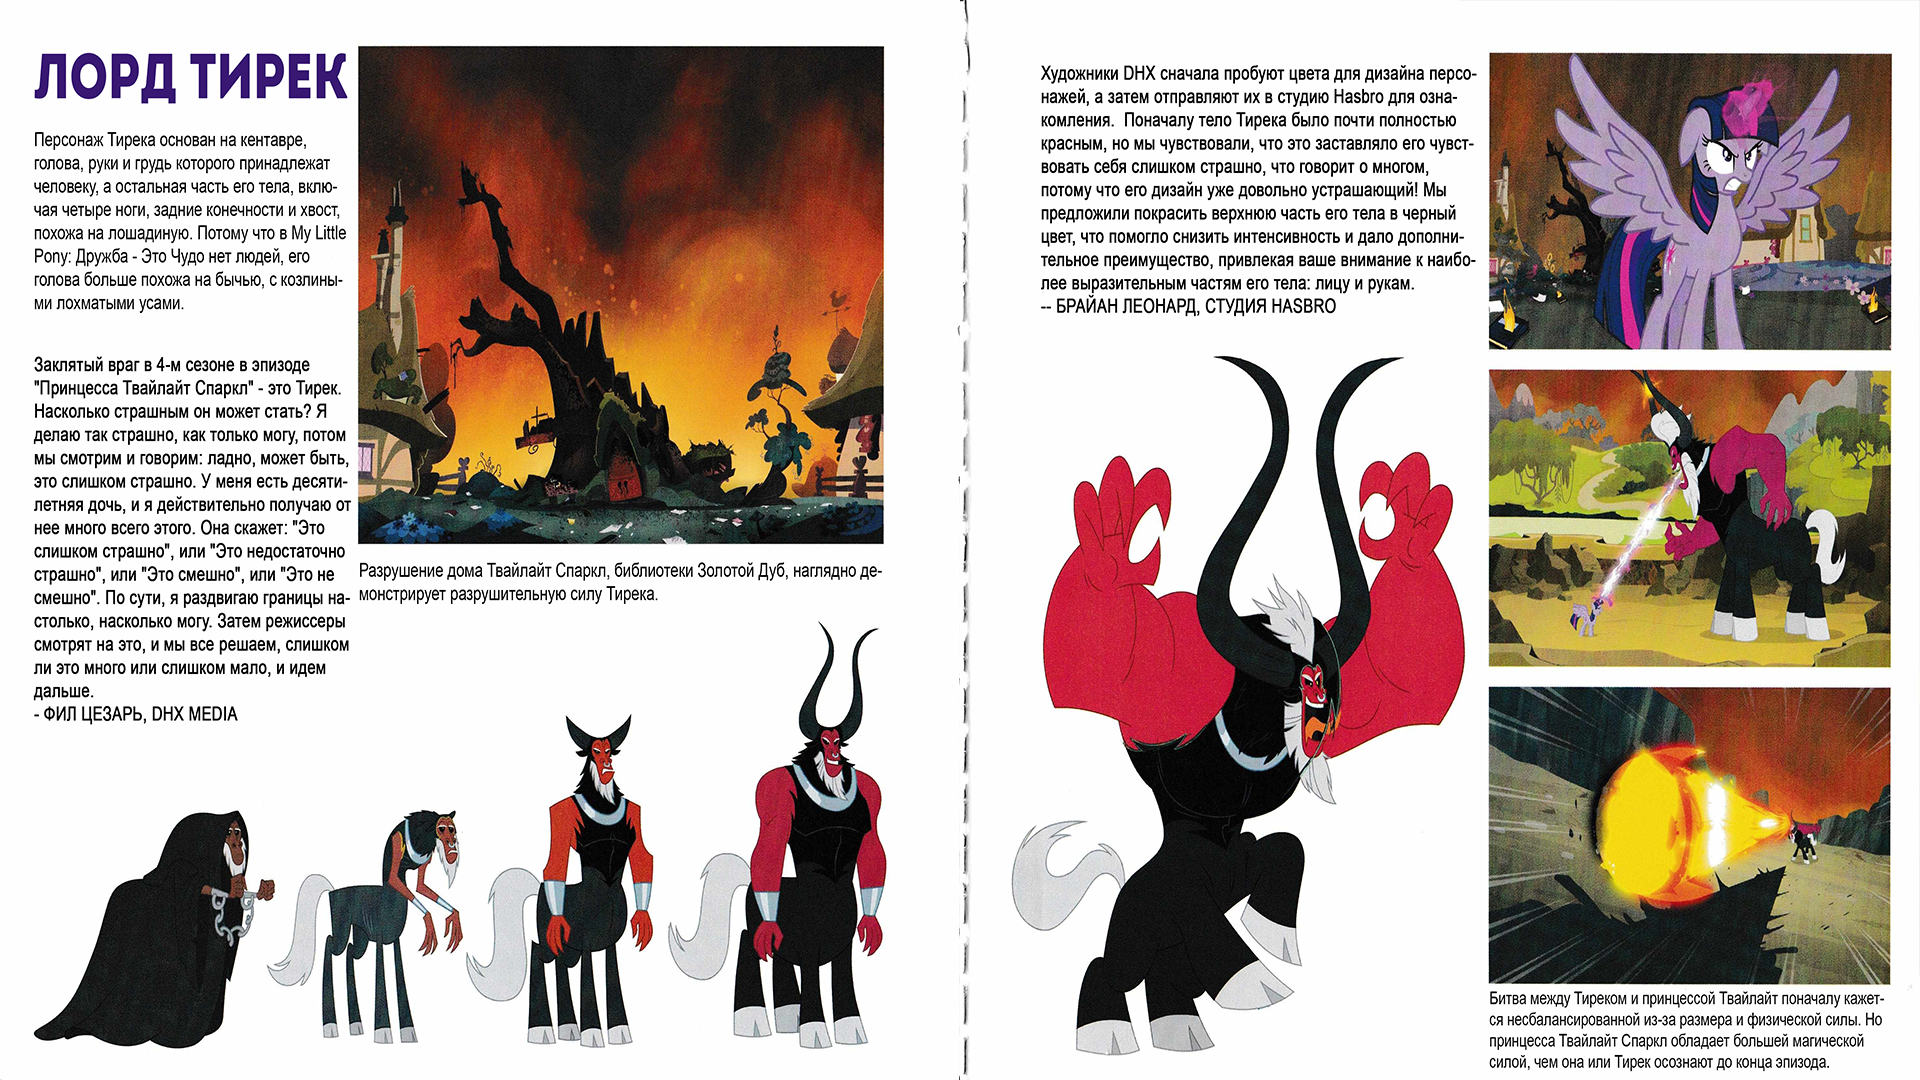 ЛОРД ТИРЕК
Персонаж Тирека основан на кентавре,
голова, руки и грудь которого принадлежат
человеку, а остальная часть его тела, вклю-
чая четыре ноги, задние конечности и хвост,
похожа на лошадиную. Потому что в My Little
Pony: Дружба - Это Чудо нет людей, его
голова больше похожа на бычью, с козлины-
ми лохматыми усами.
Заклятый враг в 4-м сезоне в эпизоде
"Принцесса Твайлайт Спаркл" - это Тирек.
Насколько страшным он может стать? Я
делаю так страшно, как только могу, потом
мы смотрим и говорим: ладно, может быть,
это слишком страшно. У меня есть десяти-
летняя дочь, и я действительно получаю от
нее много всего этого. Она скажет: "Это
слишком страшно", или "Это недостаточно
страшно", или "Это смешно", или "Это не
смешно". По сути, я раздвигаю границы на-
столько, насколько могу. Затем режиссеры
смотрят на это, и мы все решаем, слишком
ли это много или слишком мало, и идем
дальше.
- ФИЛ ЦЕЗАРЬ, DHX MEDIA
Разрушение дома Твайлайт Спаркл, библиотеки Золотой Дуб, наглядно де-
монстрирует разрушительную силу Тирека.
Художники DHX сначала пробуют цвета для дизайна персо-
нажей, а затем отправляют их в студию Hasbro для озна-
комления.  Поначалу тело Тирека было почти полностью
красным, но мы чувствовали, что это заставляло его чувст-
вовать себя слишком страшно, что говорит о многом,
потому что его дизайн уже довольно устрашающий! Мы
предложили покрасить верхнюю часть его тела в черный
цвет, что помогло снизить интенсивность и дало дополни-
тельное преимущество, привлекая ваше внимание к наибо-
лее выразительным частям его тела: лицу и рукам.
-- БРАЙАН ЛЕОНАРД, СТУДИЯ HASBRO
Битва между Тиреком и принцессой Твайлайт поначалу кажет-
ся несбалансированной из-за размера и физической силы. Но
принцесса Твайлайт Спаркл обладает большей магической
силой, чем она или Тирек осознают до конца эпизода.